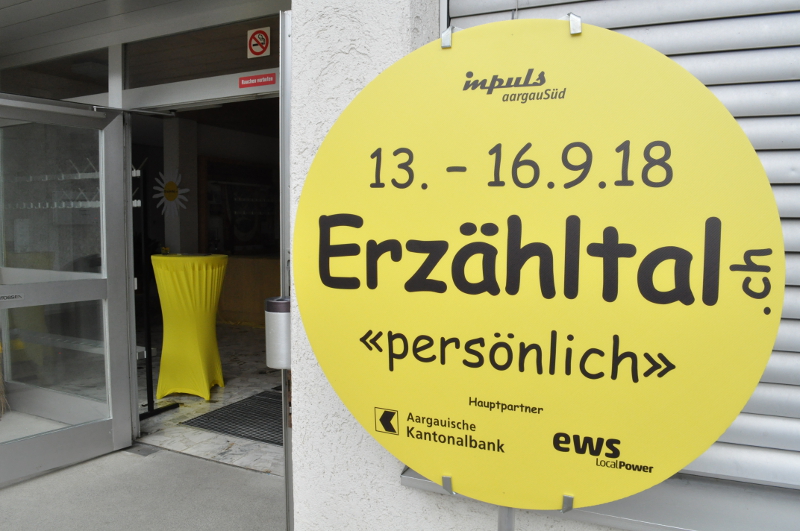 Rauchen verboten
impuls
aargauSüd
13. - 16.9.18
Erzähltal.ch
«persönlich»
Hauptpartner
Aargauische
Kantonalbank
ews
LocalPower